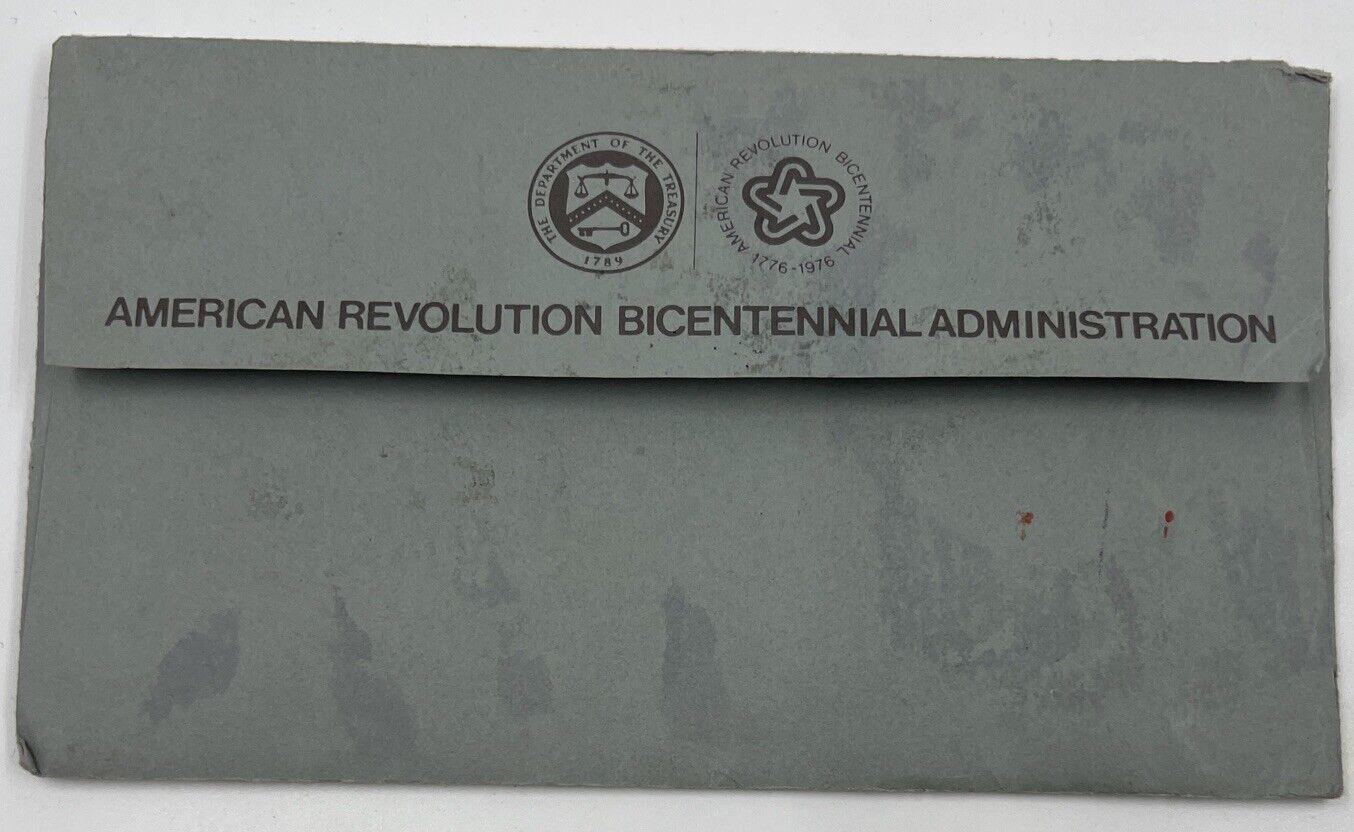 THE DEPARTMENT OF THE TREASURY
1789
AMERICAN REVOLUTION BICENTENNIAL
1776-1976
AMERICAN REVOLUTION BICENTENNIAL ADMINISTRATION